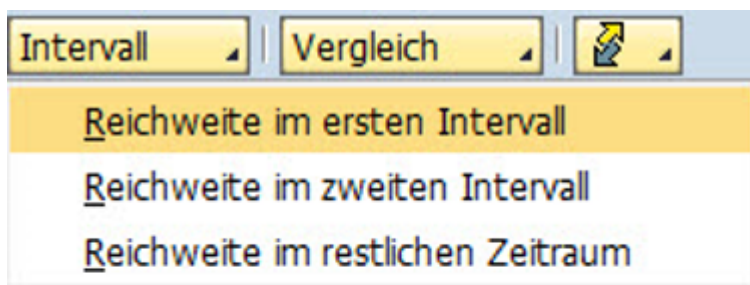 Intervall Vergleich
Reichweite im ersten Intervall
Reichweite im zweiten Intervall
Reichweite im restlichen Zeitraum